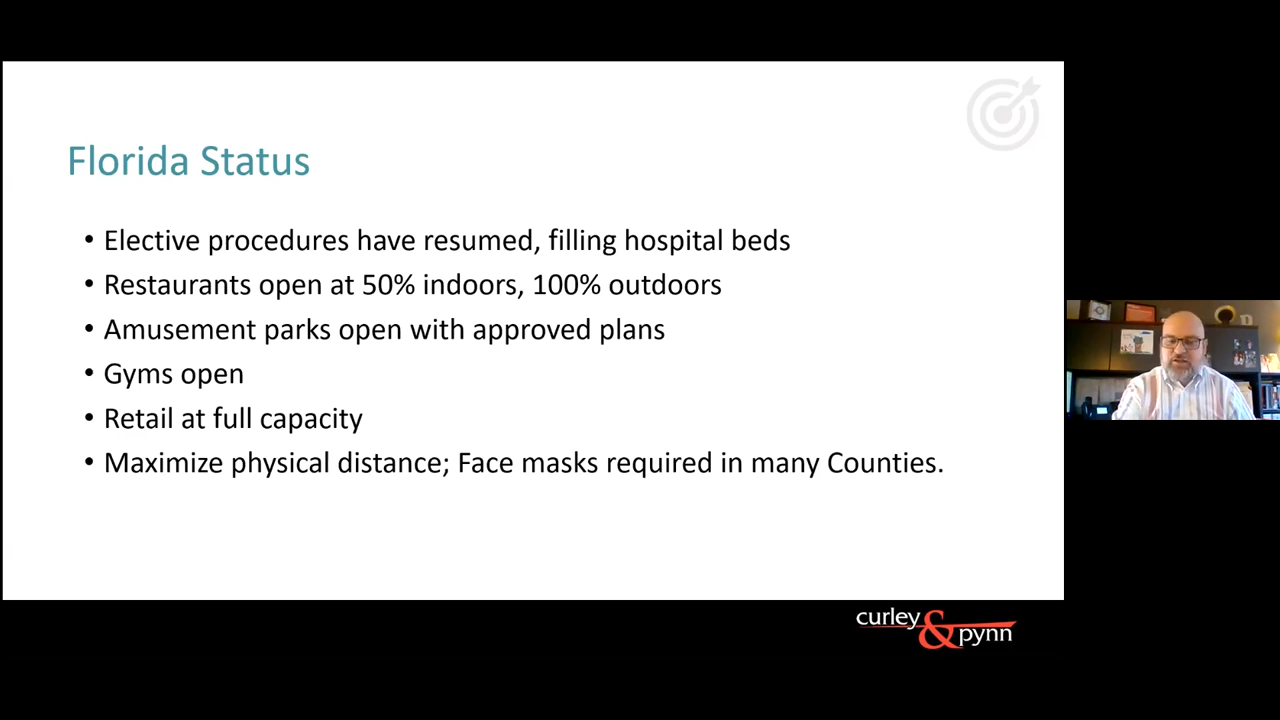 Florida Status
• Elective procedures have resumed, filling hospital beds
• Restaurants open at 50% indoors, 100% outdoors
• Amusement parks open with approved plans
• Gyms open
• Retail at full capacity
• Maximize physical distance; Face masks required in many Counties.
curley & pynn